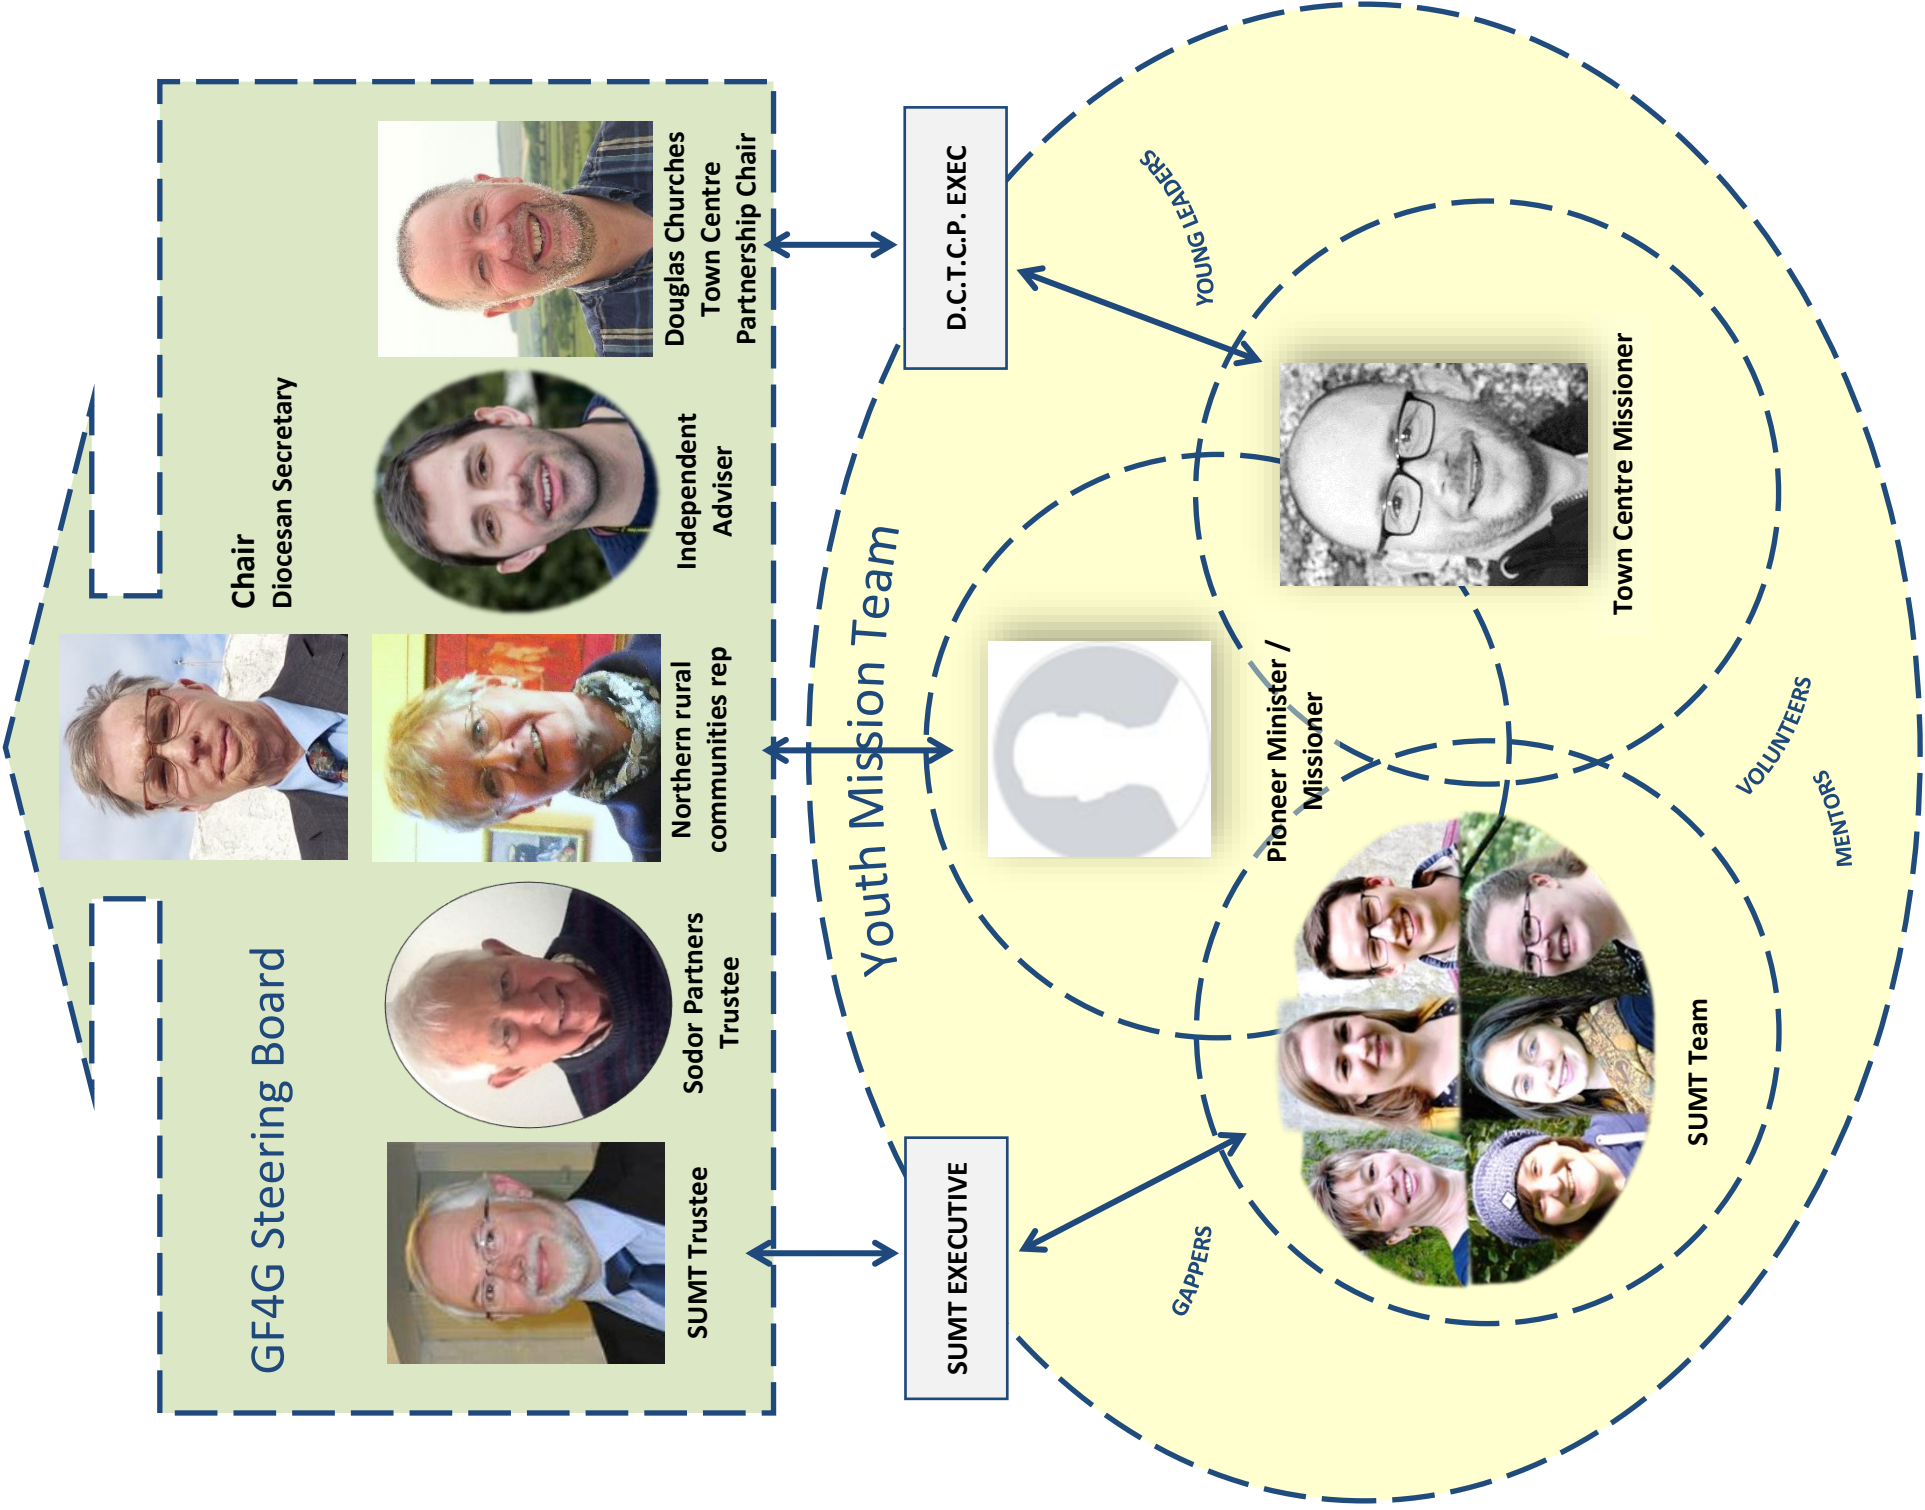 Chair
Diocesan Secretary
GF4G Steering Board
SUMT Trustee
Sodor Partners
Trustee
Northern rural
communities rep
Independent
Adviser
Douglas Churches
Town Centre
Partnership Chair
Youth Mission Team
SUMT EXECUTIVE
D.C.T.C.P. EXEC
Pioneer Minister /
Missioner
GAPPERS
YOUNG LEADERS
Town Centre Missioner
SUMT Team
VOLUNTEERS
MENTORS